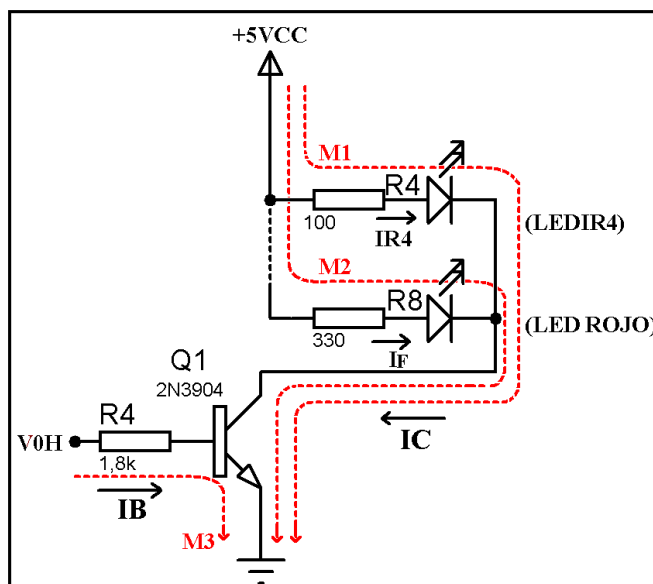 +5VCC
M1
R4
100
IR4
(LEDIR4)
M2
R8
330
IF
(LED ROJO)
Q1
2N3904
R4
V0H
1,8k
IC
IB
M3